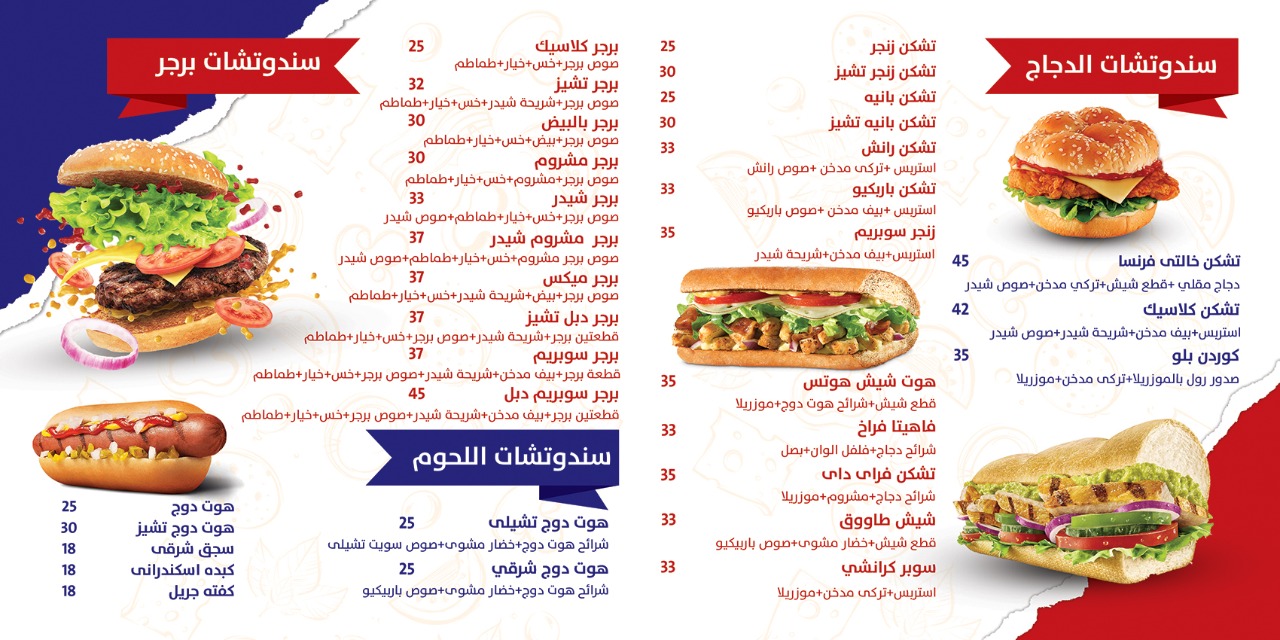 سندوتشات الدجاج
تشكن زنجر 25
تشكن زنجر تشيز 30
تشكن بانيه 25
تشكن بانيه تشيز 30
تشكن رانش 33
استربس +تركى مدخن +صوص رانش
تشكن باربكيو 33
استربس +بيف مدخن +صوص باربكيو
زنجر سوبريم 35
استربس+بيف مدخن+شريحة شيدر
هوت شيش هوتس 35
قطع شيش+شرائح هوت دوج+موزريلا
فاهيتا فراخ 33
شرائح دجاج+فلفل الوان+بصل
تشكن فراى داى 35
شرائح دجاج+مشروم+موزريلا
شيش طاووق 33
قطع شيش+خضار مشوى+صوص باربيكيو
سوبر كرانشي 33
استربس+تركى مدخن+موزريلا
تشكن خالتى فرنسا 45
دجاج مقلي +قطع شيش+تركي مدخن+صوص شيدر
تشكن كلاسيك 42
استربس+بيف مدخن+شريحة شيدر+صوص شيدر
كوردن بلو 35
صدور رول بالموزريلا+تركى مدخن+موزريلا
سندوتشات برجر
برجر كلاسيك 25
صوص برجر+خس+خيار+طماطم
برجر تشيز 32
صوص برجر+شريحة شيدر+خس+خيار+طماطم
برجر بالبيض 30
صوص برجر+بيض+خس+خيار+طماطم
برجر مشروم 30
صوص برجر+مشروم+خس+خيار+طماطم
برجر شيدر 33
صوص برجر+خس+خيار+طماطم+صوص شيدر
برجر مشروم شيدر 37
صوص برجر مشروم+خس+خيار+طماطم+صوص شيدر
برجر ميكس 37
صوص برجر+بيض+شريحة شيدر+خس+خيار+طماطم
برجر دبل تشيز 37
قطعتين برجر+شريحة شيدر+صوص برجر+خس+خيار+طماطم
برجر سوبريم 37
قطعة برجر+بيف مدخن+شريحة شيدر+صوص برجر+خس+خيار+طماطم
برجر سوبريم دبل 45
قطعتين برجر+بيف مدخن+شريحة شيدر+صوص برجر+خس+خيار+طماطم
سندوتشات اللحوم
هوت دوج تشيلى 25
شرائح هوت دوج+خضار مشوى+صوص سويت تشيلى
هوت دوج شرقي 25
شرائح هوت دوج+خضار مشوى+صوص باربيكيو
هوت دوج 25
هوت دوج تشيز 30
سجق شرقى 18
كبده اسكندرانى 18
كفته جريل 18